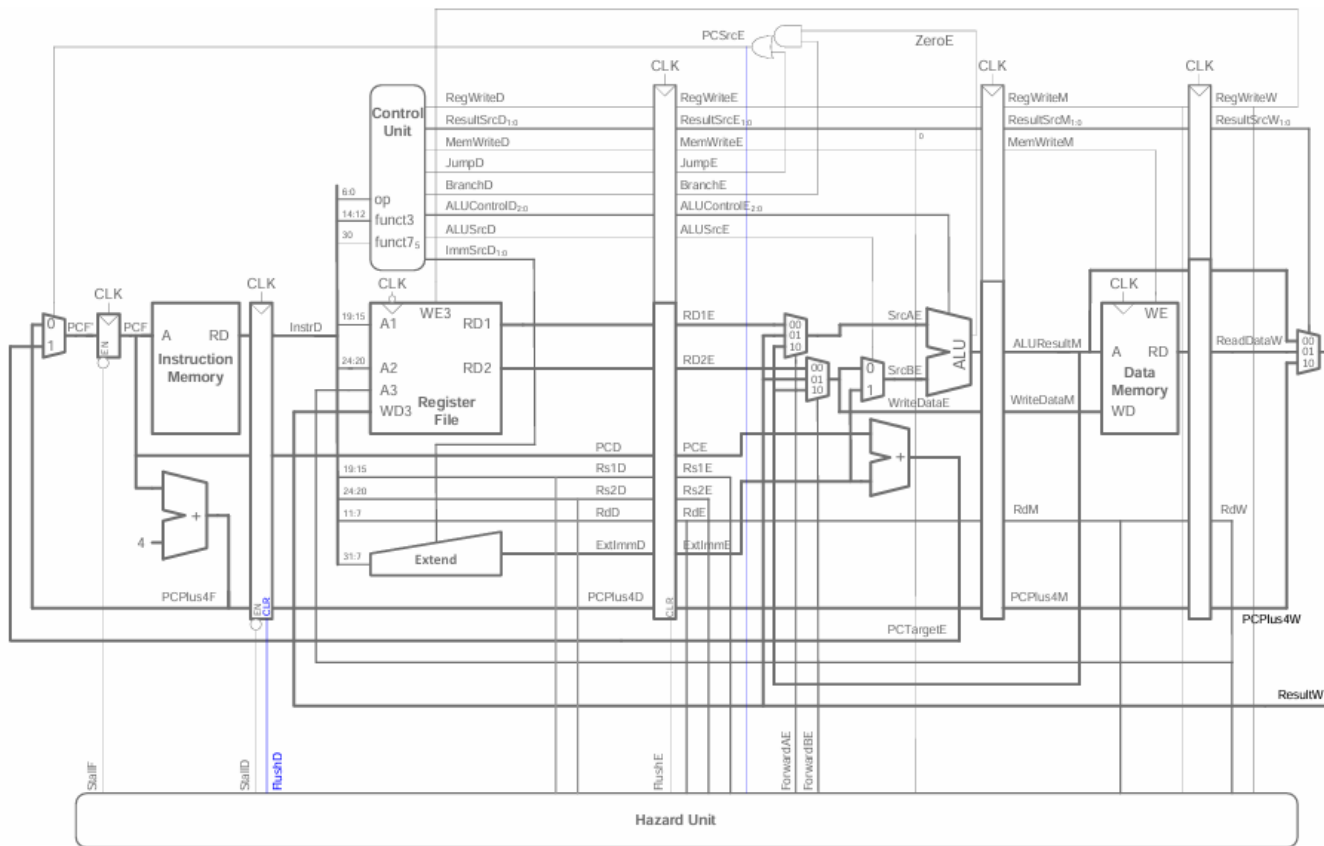 PCSrcE
ZeroE
CLK
CLK
CLK
Control
Unit
RegWriteD
ResultSrcD1:0
MemWriteD
JumpD
BranchD
ALUControlD2:0
ALUSrcD
ImmSrcD1:0
RegWriteE
ResultSrcE1:0
MemWriteE
JumpE
BranchE
ALUControlE2:0
ALUSrcE
0
RegWriteM
ResultSrcM1:0
MemWriteM
RegWriteW
ResultSrcW1:0
6:0
op
14:12
funct3
30
funct75
CLK
CLK
CLK
CLK
0
1
PCF'
EN
PCF
A RD
Instruction
Memory
InstrD
19:15
A1
WE3
RD1
24:20
A2
RD2
A3
WD3
Register
File
RD1E
RD2E
00
01
10
00
01
10
0
1
SrcAE
SrcBE
ALU
WriteDataE
ALUResultM
WriteDataM
WE
A RD
Data
Memory
WD
ReadDataW
00
01
10
PCD
PCE
+
19:15
Rs1D
Rs1E
24:20
Rs2D
Rs2E
11:7
RdD
RdE
RdM
RdW
+
4
31:7
Extend
ExtImmD
ExtImmE
PCPlus4F
EN
CLR
PCPlus4D
CLR
PCPlus4M
PCPlus4W
PCTargetE
ResultW
StallF
StallD
FlushD
FlushE
ForwardAE
ForwardBE
Hazard Unit